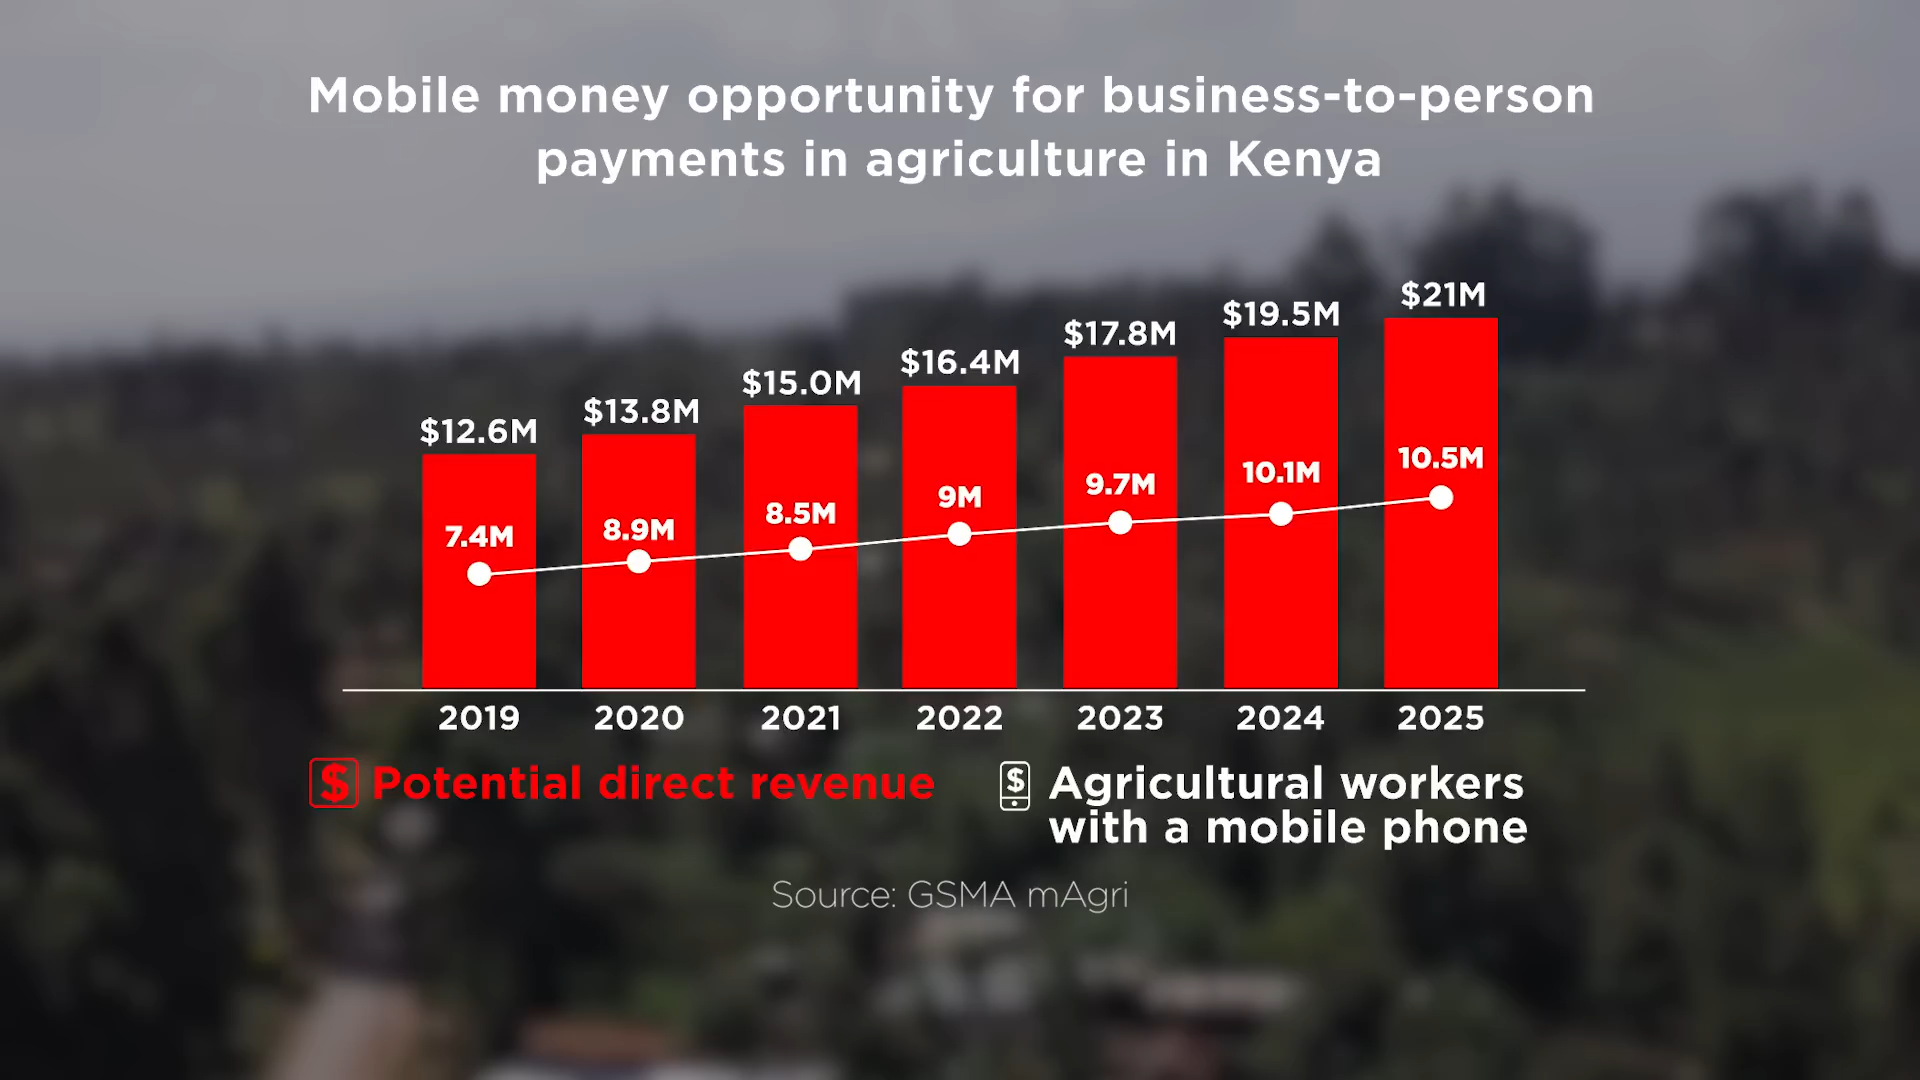 Mobile money opportunity for business-to-person
payments in agriculture in Kenya
$12.6M
$13.8M
$15.0M
$16.4M
$17.8M
$19.5M
$21M
7.4M
8.9M
8.5M
9M
9.7M
10.1M
10.5M
2019
2020
2021
2022
2023
2024
2025
$ Potential direct revenue
$ Agricultural workers
with a mobile phone
Source: GSMA mAgri